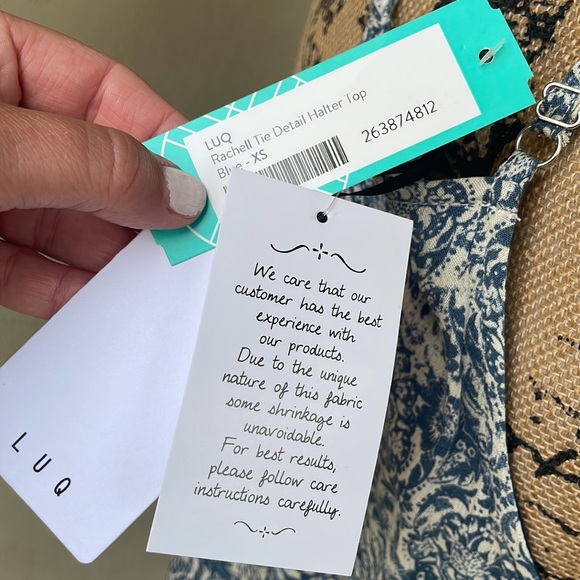 LUQ
Rachell Tie Detail Halter Top
Blue - XS
263874812
We care that our
customer has the best
experience with
our products.
Due to the unique
nature of this fabric
some shrinkage is
unavoidable.
For best results,
please follow care
instructions carefully.
LUQ